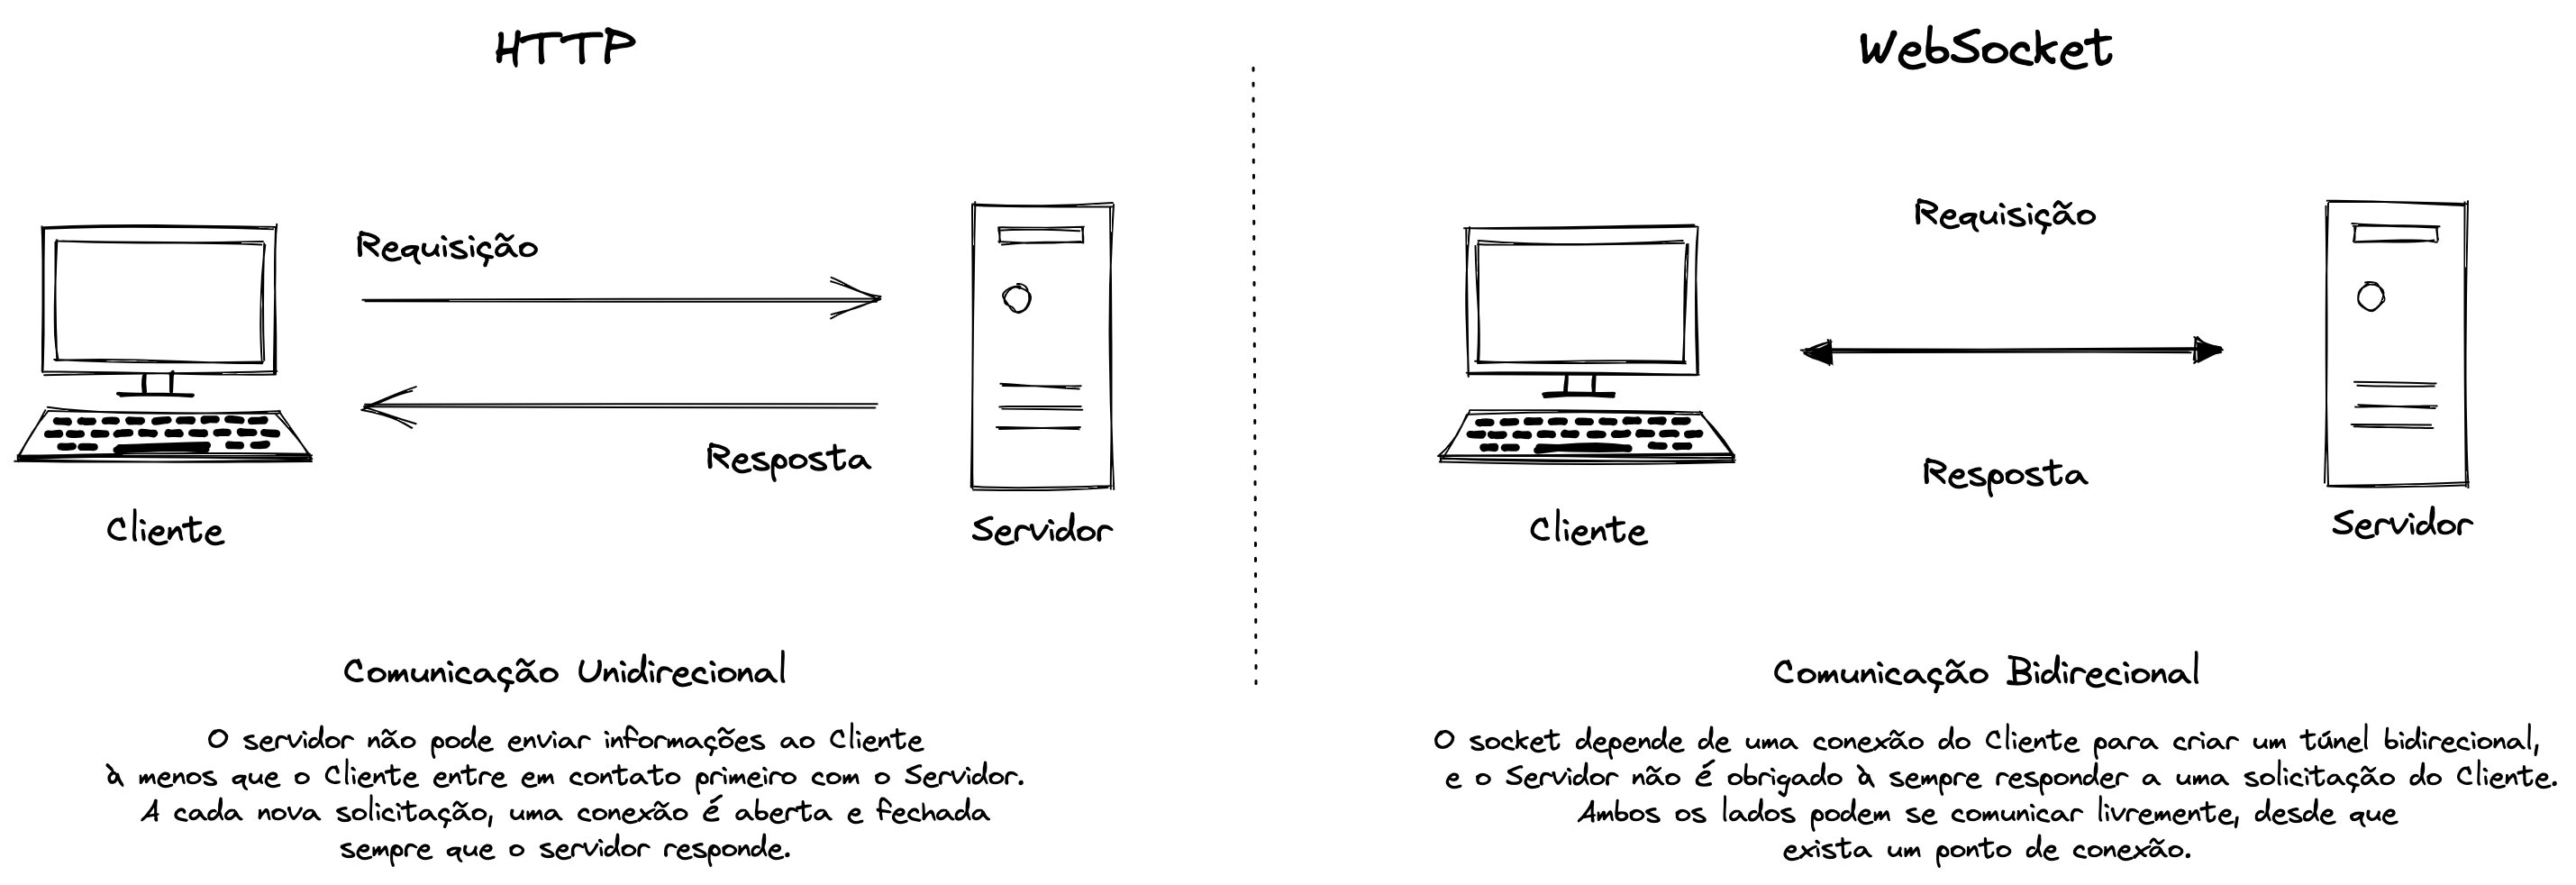 HTTP
Requisição
Resposta
Cliente
Servidor
Comunicação Unidirecional
O servidor não pode enviar informações ao Cliente
à menos que o Cliente entre em contato primeiro com o Servidor.
A cada nova solicitação, uma conexão é aberta e fechada
sempre que o servidor responde.
WebSocket
Requisição
Resposta
Cliente
Servidor
Comunicação Bidirecional
O socket depende de uma conexão do Cliente para criar um túnel bidirecional,
e o Servidor não é obrigado à sempre responder a uma solicitação do Cliente.
Ambos os lados podem se comunicar livremente, desde que
exista um ponto de conexão.